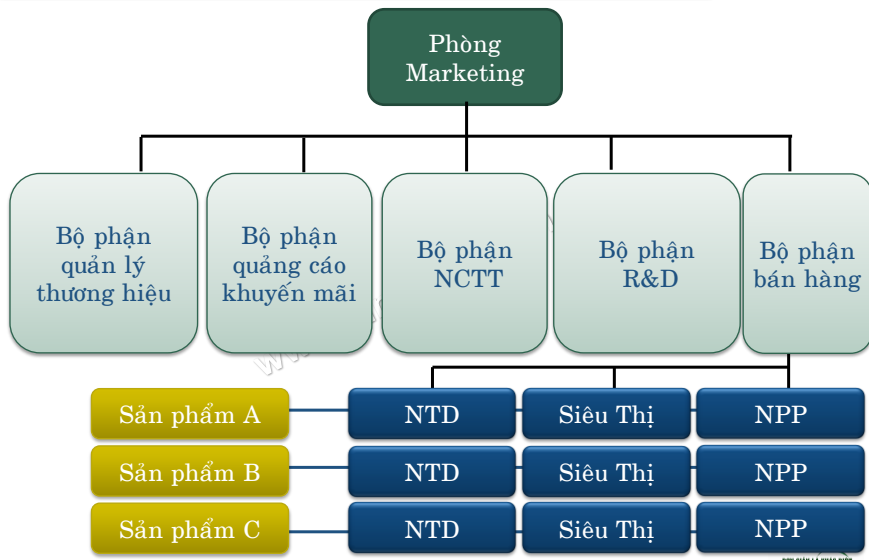 Phòng
Marketing
Bộ phận
quản lý
thương hiệu
Bộ phận
quảng cáo
khuyến mãi
Bộ phận
NCTT
Bộ phận
R&D
Bộ phận
bán hàng
Sản phẩm A
NTD
Siêu Thị
NPP
Sản phẩm B
NTD
Siêu Thị
NPP
Sản phẩm C
NTD
Siêu Thị
NPP